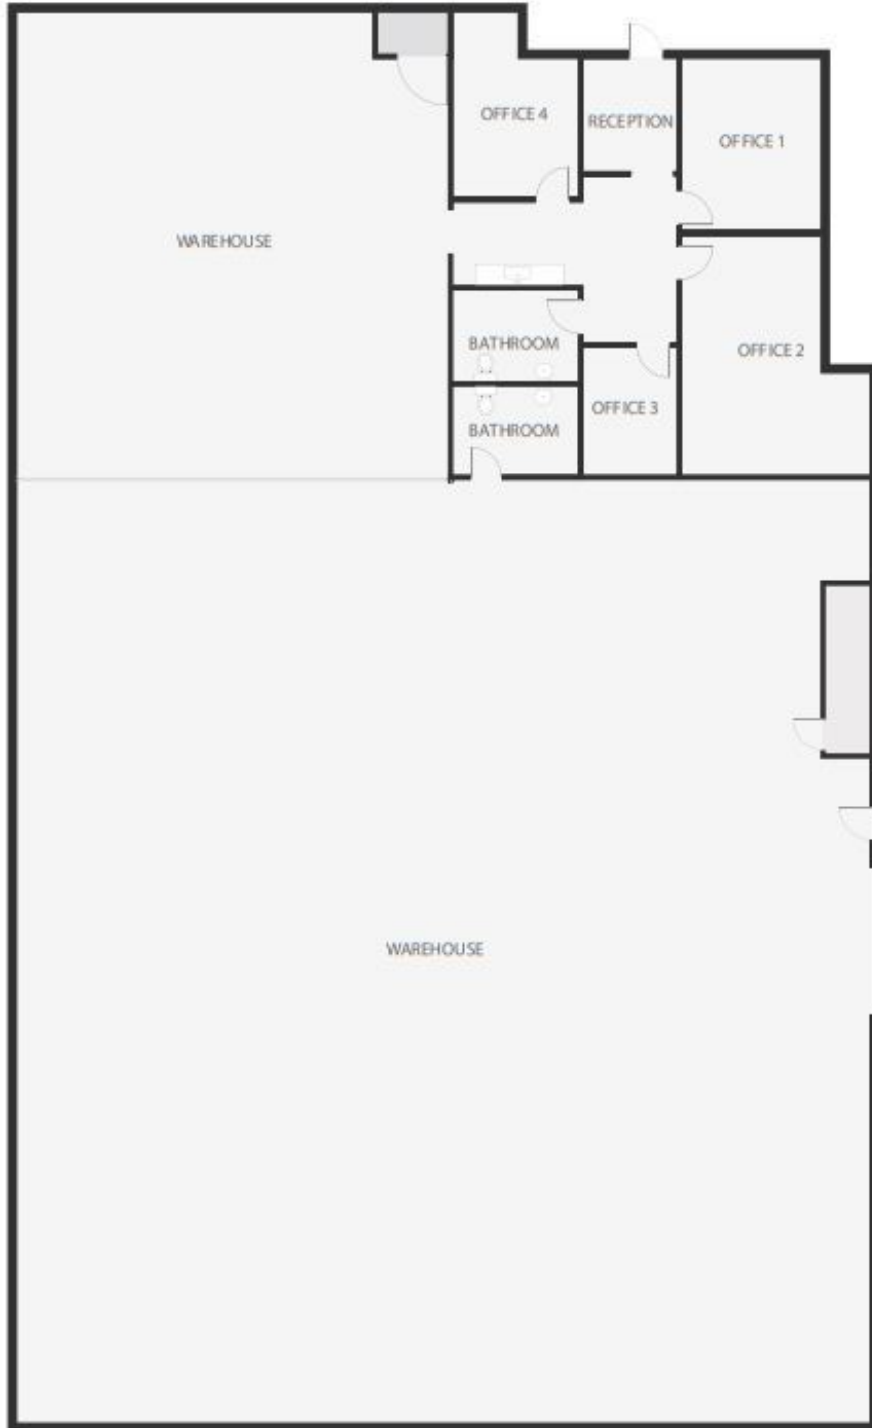 OFFICE 4
RECEPTION
OFFICE 1
WAREHOUSE
BATHROOM
OFFICE 2
OFFICE 3
BATHROOM
WAREHOUSE